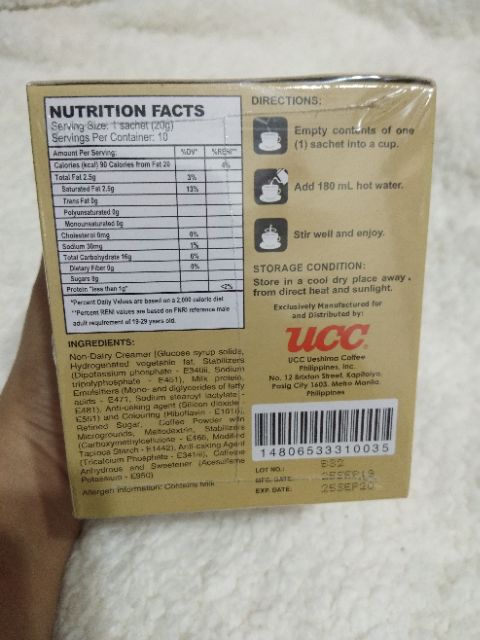 NUTRITION FACTS
Serving Size: 1 sachet (20g)
Servings Per Container: 10
Amount Per Serving: %DV* %RENI**
Calories (kcal) 90 Calories from Fat 20 4%
Total Fat 2.5g 3%
Saturated Fat 2.5g 13%
Trans Fat 0g
Polyunsaturated 0g
Monounsaturated 0g
Cholesterol 0mg 0%
Sodium 30mg 1%
Total Carbohydrate 16g 6%
Dietary Fiber 0g 0%
Sugars 8g
Protein "less than 1g" <2%
*Percent Daily Values are based on a 2,000 calorie diet
**Percent RENI values are based on FNRI reference male
adult requirement of 19-29 years old.
INGREDIENTS:
Non-Dairy Creamer [Glucose syrup solids,
Hydrogenated vegetable fat, Stabilizers
(Dipotassium phosphate - E340ii, Sodium
tripolyphosphate - E451), Milk protein,
Emulsifiers (Mono- and diglycerides of fatty
acids - E471, Sodium stearoyl lactylate -
E481), Anti-caking agent (Silicon dioxide -
E551) and Colouring (Riboflavin - E101i)],
Refined Sugar, Coffee Powder with
Microgrounds, Maltodextrin, Stabilizers
(Carboxymethylcellulose - E466, Modified
Tapioca Starch - E1442), Anti-caking Agent
(Tricalcium Phosphate - E341iii), Caffeine
Anhydrous and Sweetener (Acesulfame
Potassium - E950)
Allergen Information: Contains Milk
DIRECTIONS:
Empty contents of one
(1) sachet into a cup.
Add 180 mL hot water.
Stir well and enjoy.
STORAGE CONDITION:
Store in a cool dry place away
from direct heat and sunlight.
Exclusively Manufactured for
and Distributed by:
UCC
UCC Ueshima Coffee
Philippines, Inc.
No. 12 Brixton Street, Kapitolyo,
Pasig City 1603, Metro Manila,
Philippines
14806533310035
LOT NO.:
MFG. DATE: 25SEP19
EXP. DATE: 25SEP20